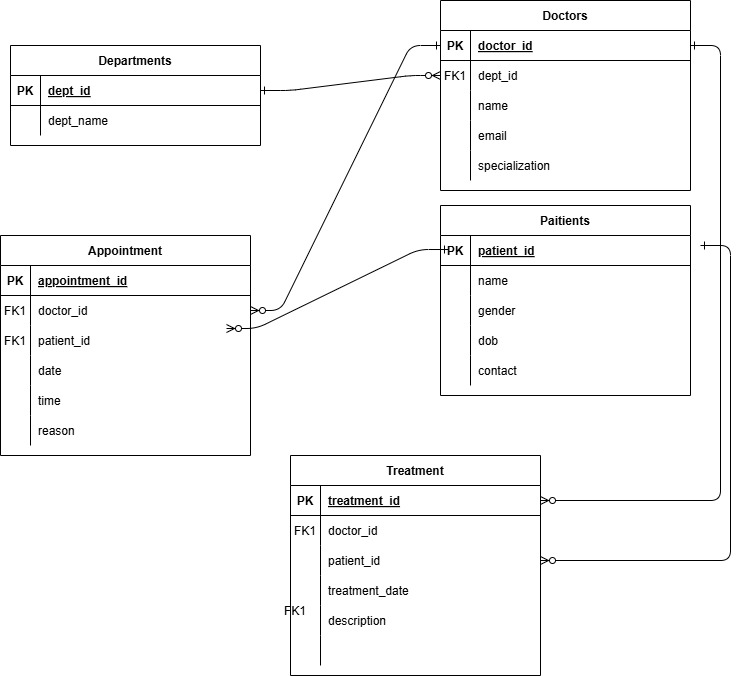 Departments
PK dept_id
dept_name
Doctors
PK doctor_id
FK1 dept_id
name
email
specialization
Appointment
PK appointment_id
FK1 doctor_id
FK1 patient_id
date
time
reason
Paitients
PK patient_id
name
gender
dob
contact
Treatment
PK treatment_id
FK1 doctor_id
patient_id
treatment_date
FK1
description